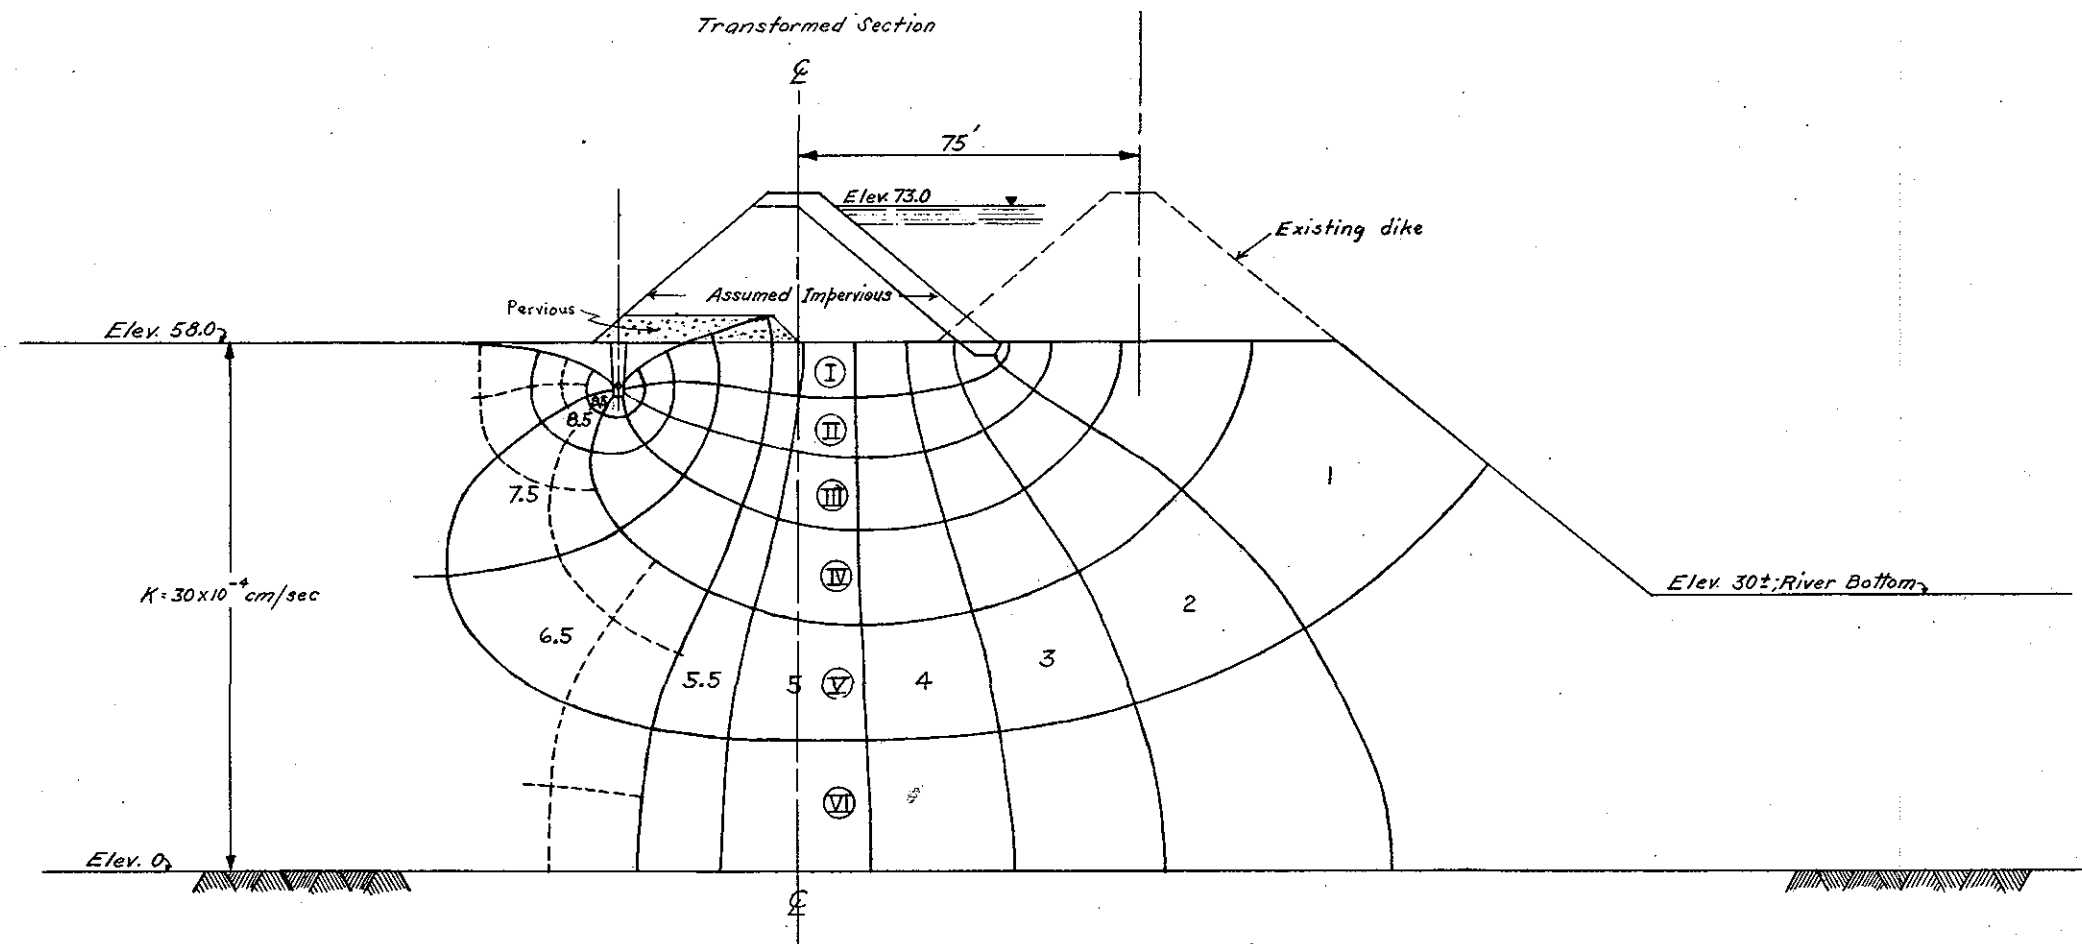 Transformed Section
℄
75'
Elev. 73.0
Existing dike
Assumed Impervious
Pervious
Elev. 58.0
I
II
8.5
III
1
7.5
IV
K=30x10⁻⁴ cm/sec
Elev. 30±; River Bottom
2
6.5
3
5.5
5
V
4
VI
Elev. 0
℄